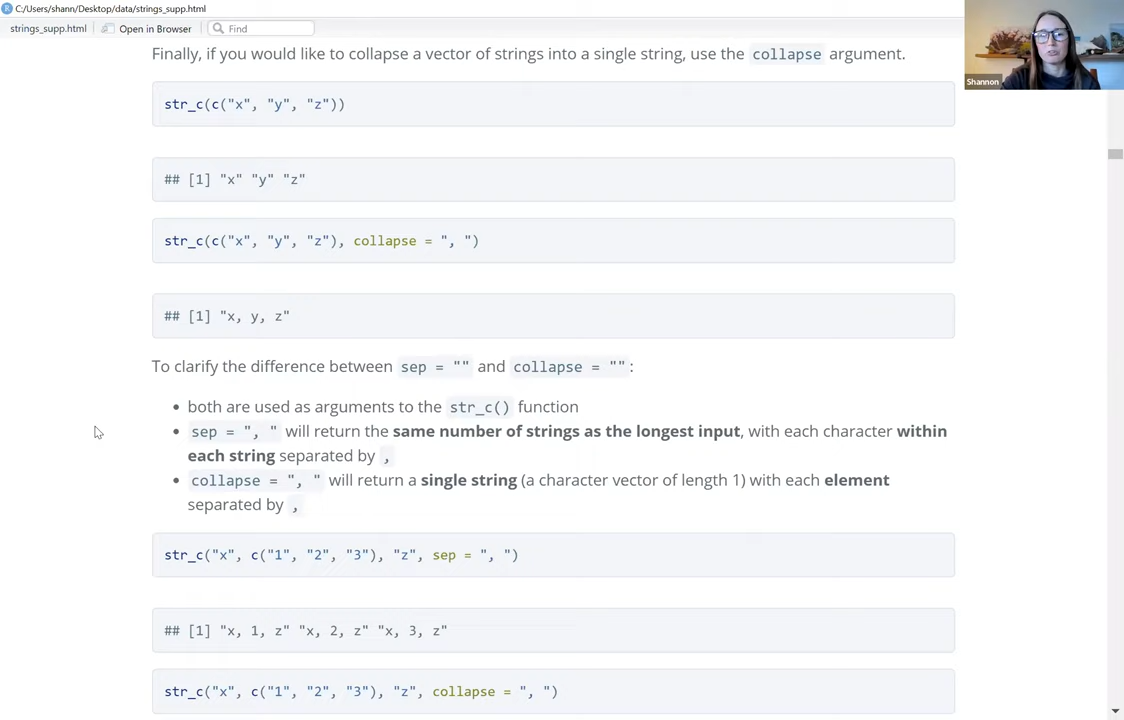 C:/Users/shann/Desktop/data/strings_supp.html
strings_supp.html Open in Browser Find
Shannon
Finally, if you would like to collapse a vector of strings into a single string, use the collapse argument.
str_c(c("x", "y", "z"))
## [1] "x" "y" "z"
str_c(c("x", "y", "z"), collapse = ", ")
## [1] "x, y, z"
To clarify the difference between sep = "" and collapse = "":
• both are used as arguments to the str_c() function
• sep = ", " will return the same number of strings as the longest input, with each character within
each string separated by ,
• collapse = ", " will return a single string (a character vector of length 1) with each element
separated by ,
str_c("x", c("1", "2", "3"), "z", sep = ", ")
## [1] "x, 1, z" "x, 2, z" "x, 3, z"
str_c("x", c("1", "2", "3"), "z", collapse = ", ")